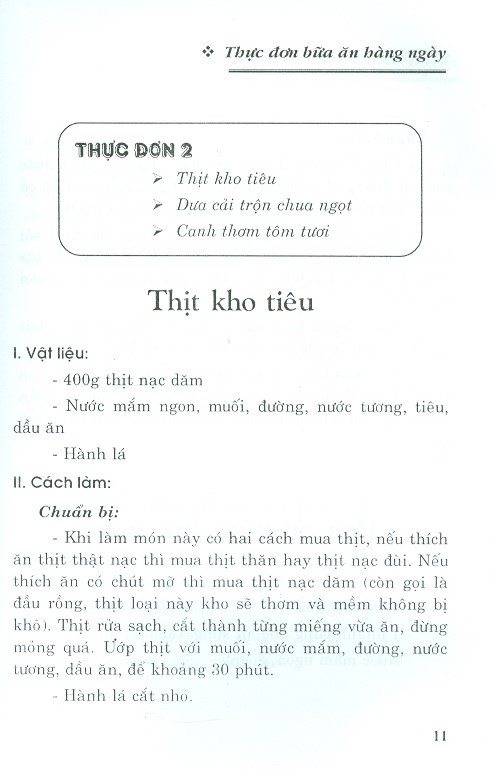 ❖ Thực đơn bữa ăn hàng ngày
THỰC ĐƠN 2
➢ Thịt kho tiêu
➢ Dưa cải trộn chua ngọt
➢ Canh thơm tôm tươi
Thịt kho tiêu
I. Vật liệu:
- 400g thịt nạc dăm
- Nước mắm ngon, muối, đường, nước tương, tiêu,
dầu ăn
- Hành lá
II. Cách làm:
Chuẩn bị:
- Khi làm món này có hai cách mua thịt, nếu thích
ăn thịt thật nạc thì mua thịt thăn hay thịt nạc đùi. Nếu
thích ăn có chút mỡ thì mua thịt nạc dăm (còn gọi là
đầu rồng, thịt loại này kho sẽ thơm và mềm không bị
khô). Thịt rửa sạch, cắt thành từng miếng vừa ăn, đừng
mỏng quá. Ướp thịt với muối, nước mắm, đường, nước
tương, dầu ăn, để khoảng 30 phút.
- Hành lá cắt nhỏ.
11